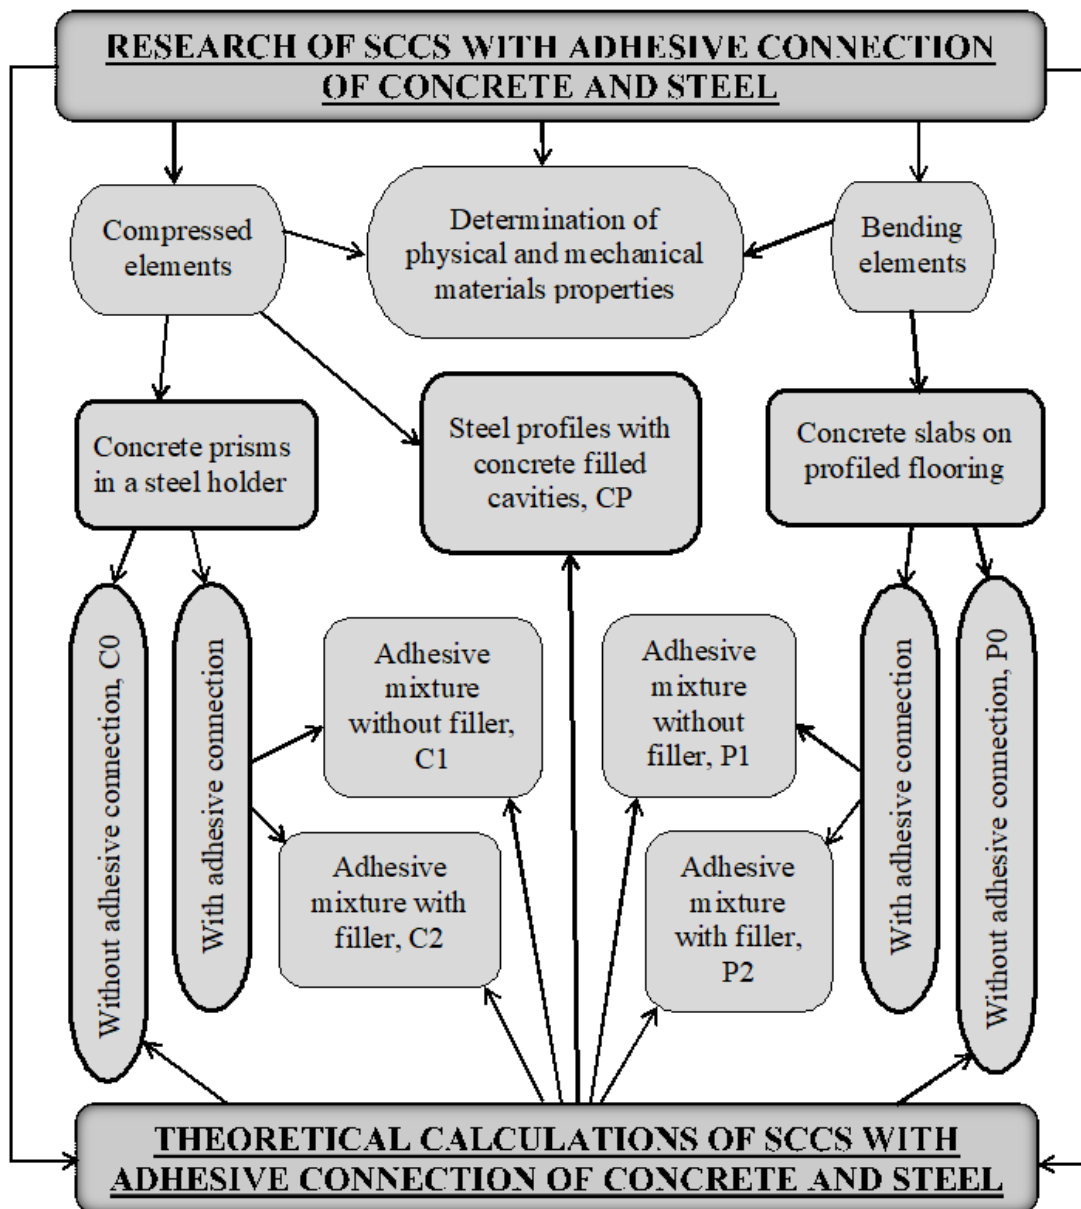 RESEARCH OF SCCS WITH ADHESIVE CONNECTION
OF CONCRETE AND STEEL
Compressed
elements
Determination of
physical and mechanical
materials properties
Bending
elements
Concrete prisms
in a steel holder
Steel profiles with
concrete filled
cavities, CP
Concrete slabs on
profiled flooring
Without adhesive connection, C0
With adhesive connection
Adhesive
mixture
without filler,
C1
Adhesive
mixture with
filler, C2
Adhesive
mixture
without
filler, P1
Adhesive
mixture
with filler,
P2
With adhesive connection
Without adhesive connection, P0
THEORETICAL CALCULATIONS OF SCCS WITH
ADHESIVE CONNECTION OF CONCRETE AND STEEL